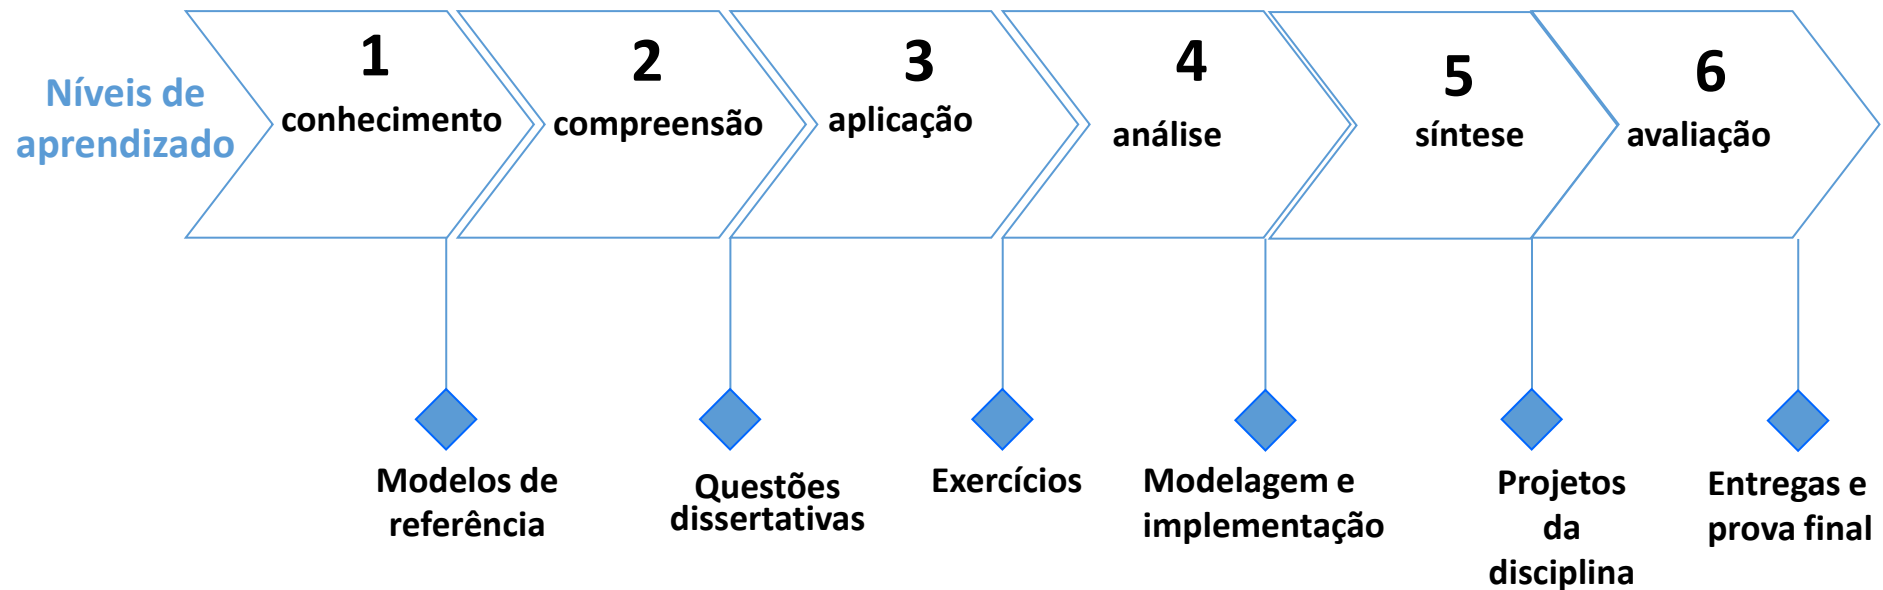 Níveis de
aprendizado
1
conhecimento
2
compreensão
3
aplicação
4
análise
5
síntese
6
avaliação
Modelos de
referência
Questões
dissertativas
Exercícios
Modelagem e
implementação
Projetos
da
disciplina
Entregas e
prova final